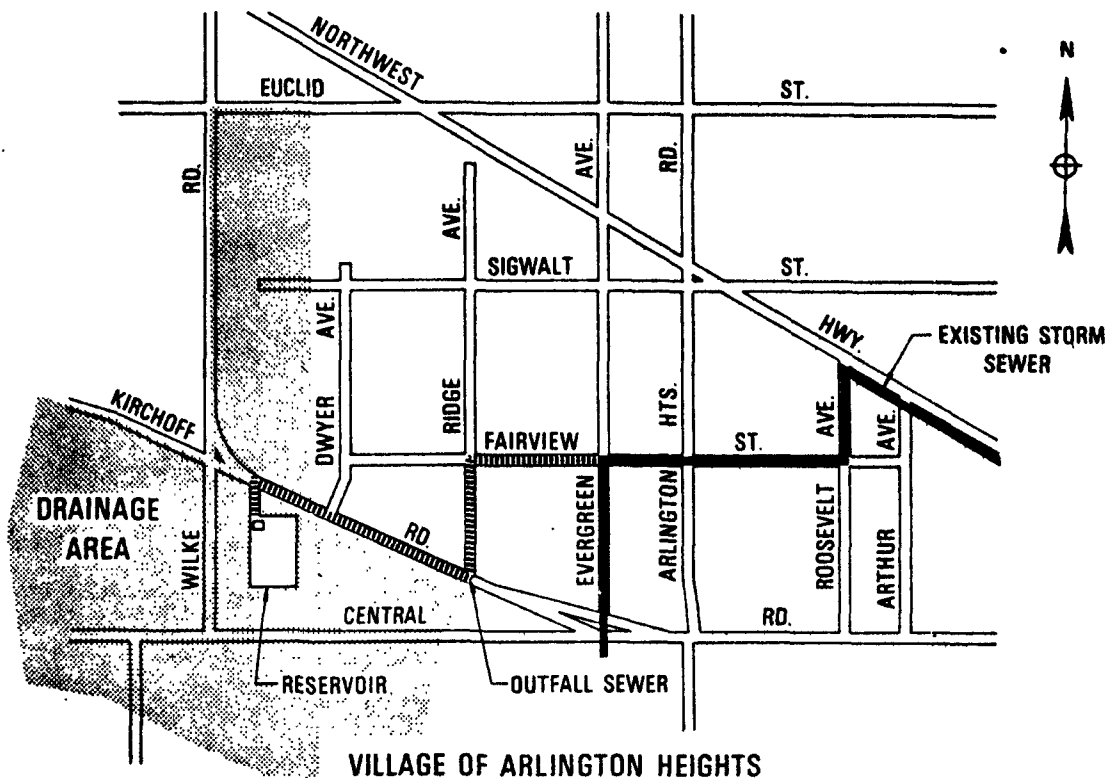 N
NORTHWEST
EUCLID
ST.
RD.
AVE.
RD.
AVE.
SIGWALT
ST.
AVE.
HWY.
EXISTING STORM
SEWER
KIRCHOFF
DWYER
RIDGE
FAIRVIEW
HTS.
ST.
AVE.
AVE.
DRAINAGE
AREA
WILKE
RD.
EVERGREEN
ARLINGTON
ROOSEVELT
ARTHUR
CENTRAL
RD.
RESERVOIR
OUTFALL SEWER
VILLAGE OF ARLINGTON HEIGHTS